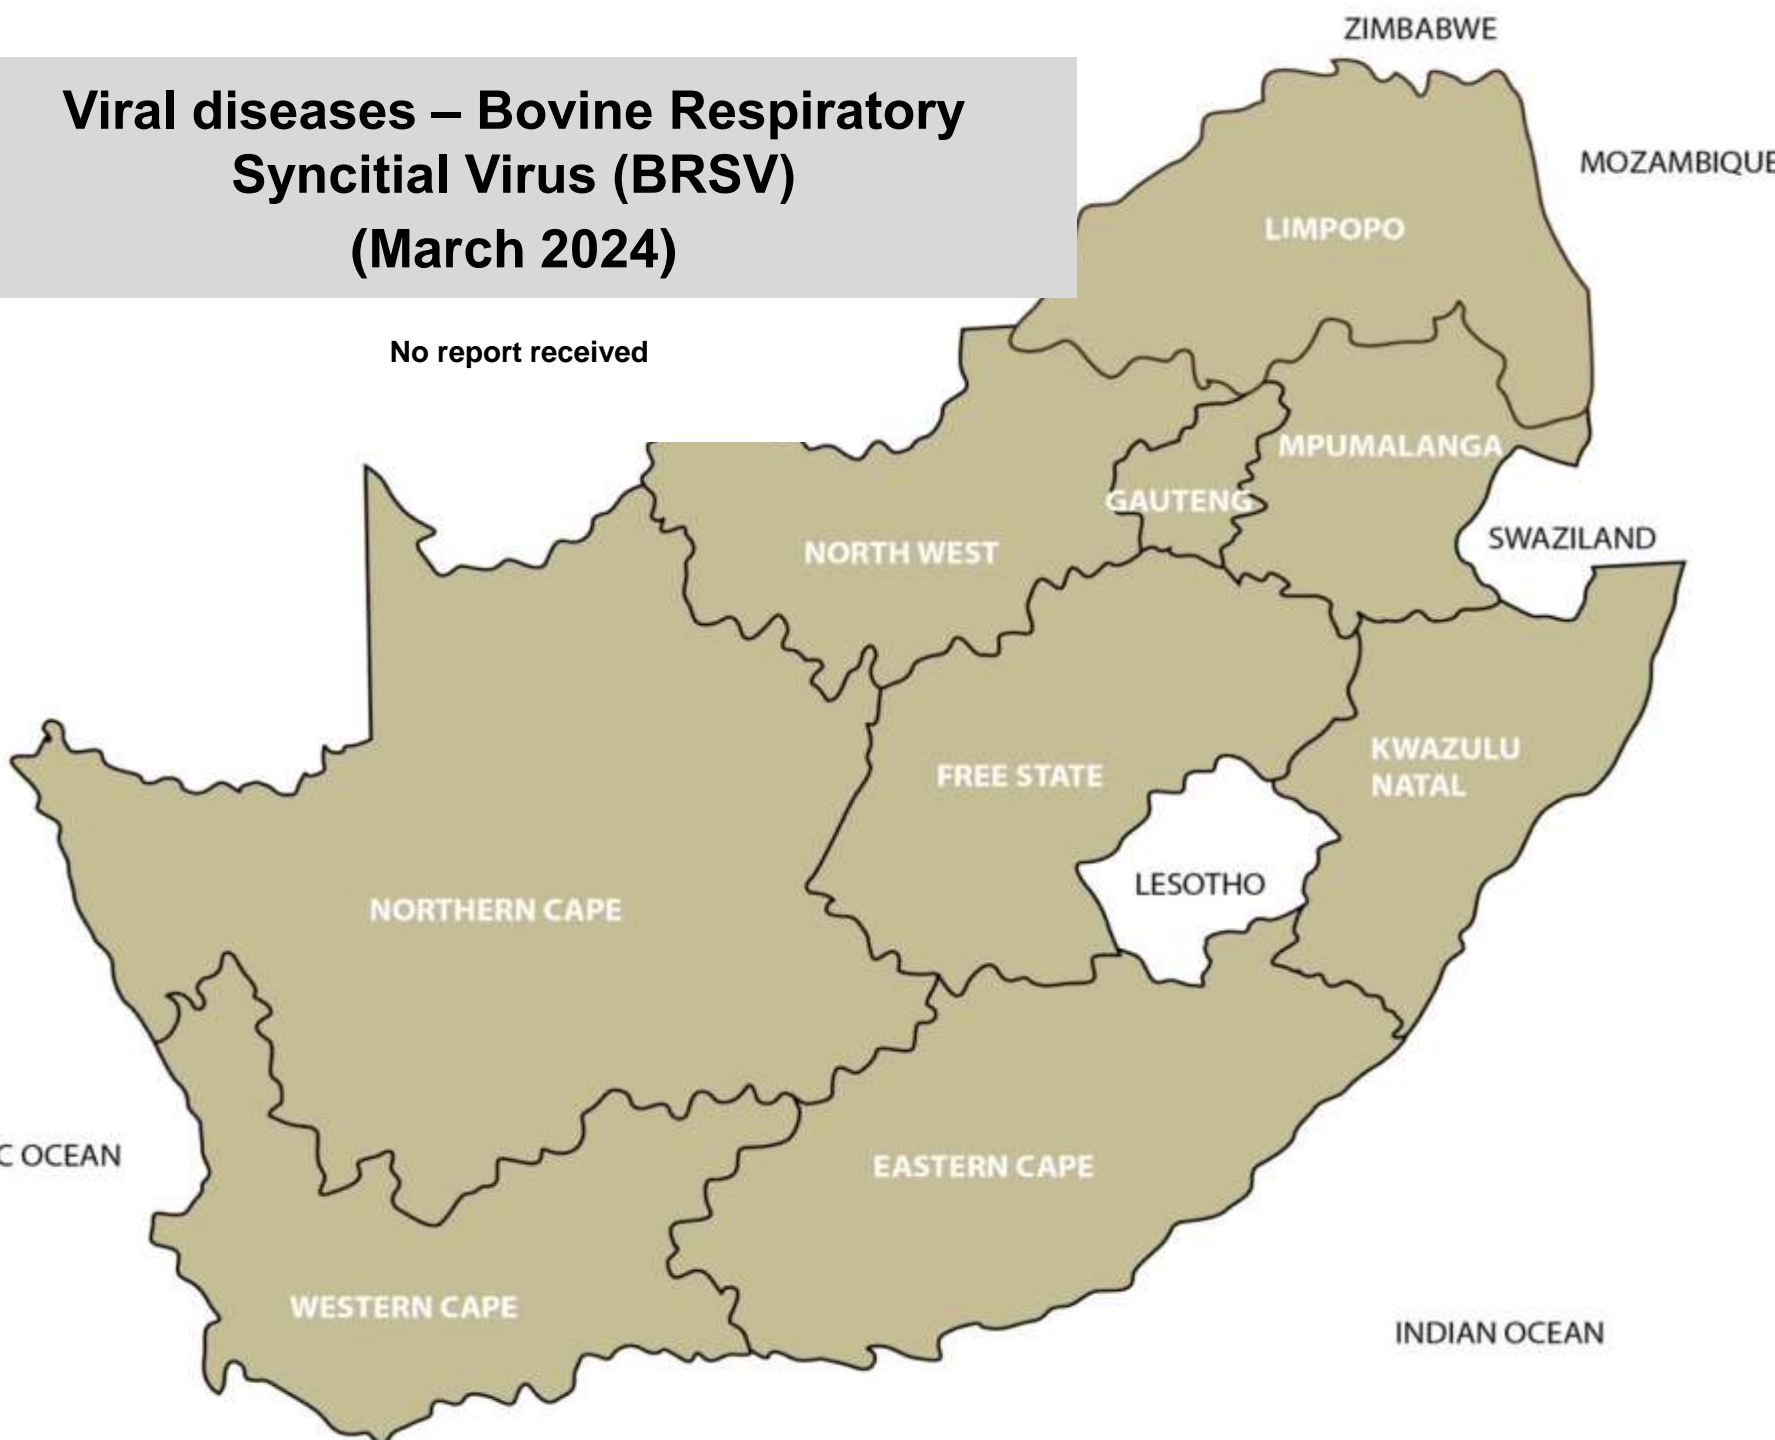 ZIMBABWE
Viral diseases – Bovine Respiratory
Syncitial Virus (BRSV)
(March 2024)
MOZAMBIQUE
LIMPOPO
No report received
MPUMALANGA
GAUTENG
SWAZILAND
NORTH WEST
KWAZULU
NATAL
FREE STATE
LESOTHO
NORTHERN CAPE
C OCEAN
EASTERN CAPE
WESTERN CAPE
INDIAN OCEAN